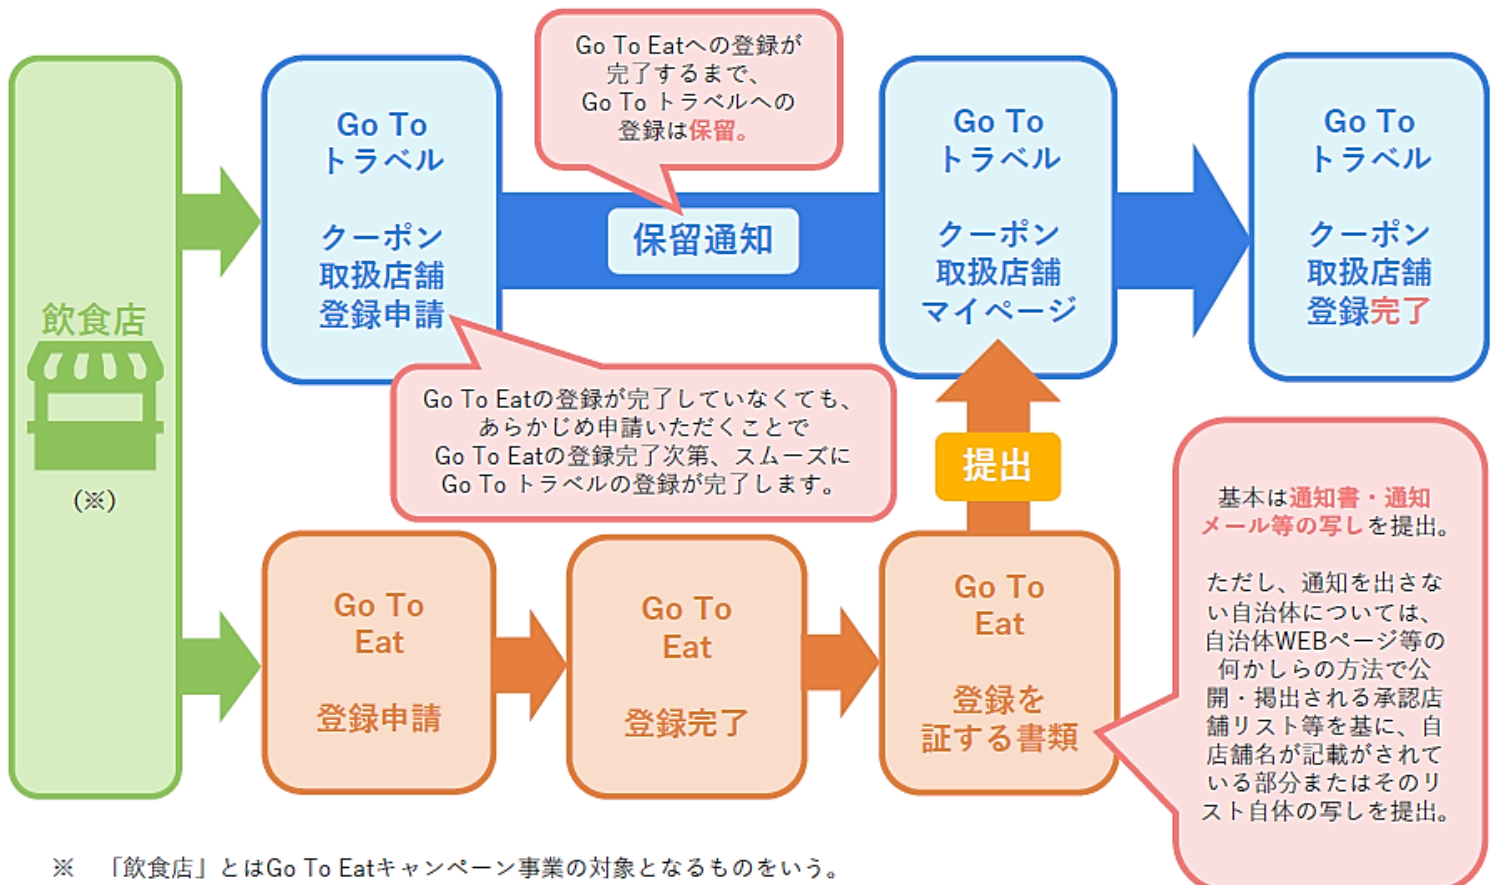 Go To Eatへの登録が
完了するまで、
Go To トラベルへの
登録は保留。
Go To
トラベル
クーポン
取扱店舗
登録申請
保留通知
Go To
トラベル
クーポン
取扱店舗
マイページ
Go To
トラベル
クーポン
取扱店舗
登録完了
飲食店
(※)
Go To Eatの登録が完了していなくても、
あらかじめ申請いただくことで
Go To Eatの登録完了次第、スムーズに
Go To トラベルの登録が完了します。
提出
Go To
Eat
登録申請
Go To
Eat
登録完了
Go To
Eat
登録を
証する書類
基本は通知書・通知
メール等の写しを提出。
ただし、通知を出さな
い自治体については、
自治体WEBページ等の
何かしらの方法で公
開・掲出される承認店
舗リスト等を基に、自
店舗名が記載がされて
いる部分またはそのリ
スト自体の写しを提出。
※ 「飲食店」とはGo To Eatキャンペーン事業の対象となるものをいう。